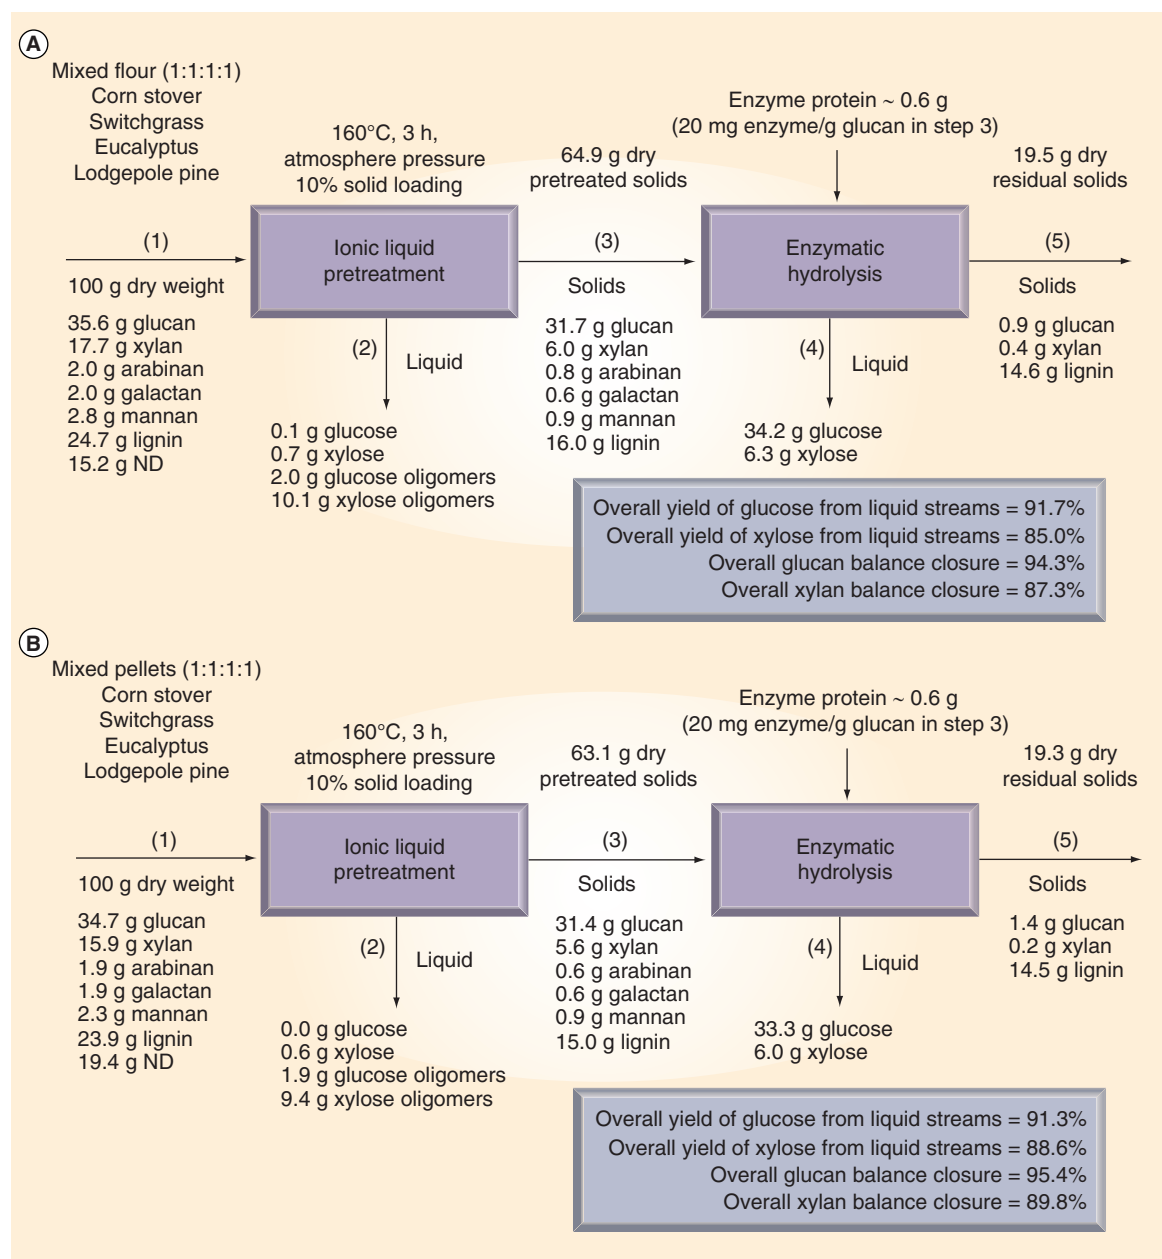 A
Mixed flour (1:1:1:1)
Corn stover
Switchgrass
Eucalyptus
Lodgepole pine
160°C, 3 h,
atmosphere pressure
10% solid loading
64.9 g dry
pretreated solids
Enzyme protein ~ 0.6 g
(20 mg enzyme/g glucan in step 3)
19.5 g dry
residual solids
(1)
100 g dry weight
35.6 g glucan
17.7 g xylan
2.0 g arabinan
2.0 g galactan
2.8 g mannan
24.7 g lignin
15.2 g ND
Ionic liquid
pretreatment
(2)
Liquid
0.1 g glucose
0.7 g xylose
2.0 g glucose oligomers
10.1 g xylose oligomers
(3)
Solids
31.7 g glucan
6.0 g xylan
0.8 g arabinan
0.6 g galactan
0.9 g mannan
16.0 g lignin
Enzymatic
hydrolysis
(4)
Liquid
34.2 g glucose
6.3 g xylose
(5)
Solids
0.9 g glucan
0.4 g xylan
14.6 g lignin
Overall yield of glucose from liquid streams = 91.7%
Overall yield of xylose from liquid streams = 85.0%
Overall glucan balance closure = 94.3%
Overall xylan balance closure = 87.3%
B
Mixed pellets (1:1:1:1)
Corn stover
Switchgrass
Eucalyptus
Lodgepole pine
160°C, 3 h,
atmosphere pressure
10% solid loading
63.1 g dry
pretreated solids
Enzyme protein ~ 0.6 g
(20 mg enzyme/g glucan in step 3)
19.3 g dry
residual solids
(1)
100 g dry weight
34.7 g glucan
15.9 g xylan
1.9 g arabinan
1.9 g galactan
2.3 g mannan
23.9 g lignin
19.4 g ND
Ionic liquid
pretreatment
(2)
Liquid
0.0 g glucose
0.6 g xylose
1.9 g glucose oligomers
9.4 g xylose oligomers
(3)
Solids
31.4 g glucan
5.6 g xylan
0.6 g arabinan
0.6 g galactan
0.9 g mannan
15.0 g lignin
Enzymatic
hydrolysis
(4)
Liquid
33.3 g glucose
6.0 g xylose
(5)
Solids
1.4 g glucan
0.2 g xylan
14.5 g lignin
Overall yield of glucose from liquid streams = 91.3%
Overall yield of xylose from liquid streams = 88.6%
Overall glucan balance closure = 95.4%
Overall xylan balance closure = 89.8%